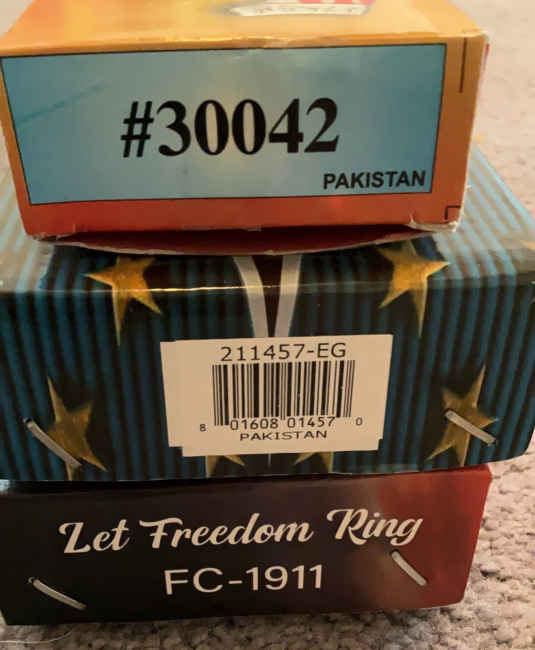 #30042
PAKISTAN
211457-EG
8 01608 01457 0
PAKISTAN
Let Freedom Ring
FC-1911